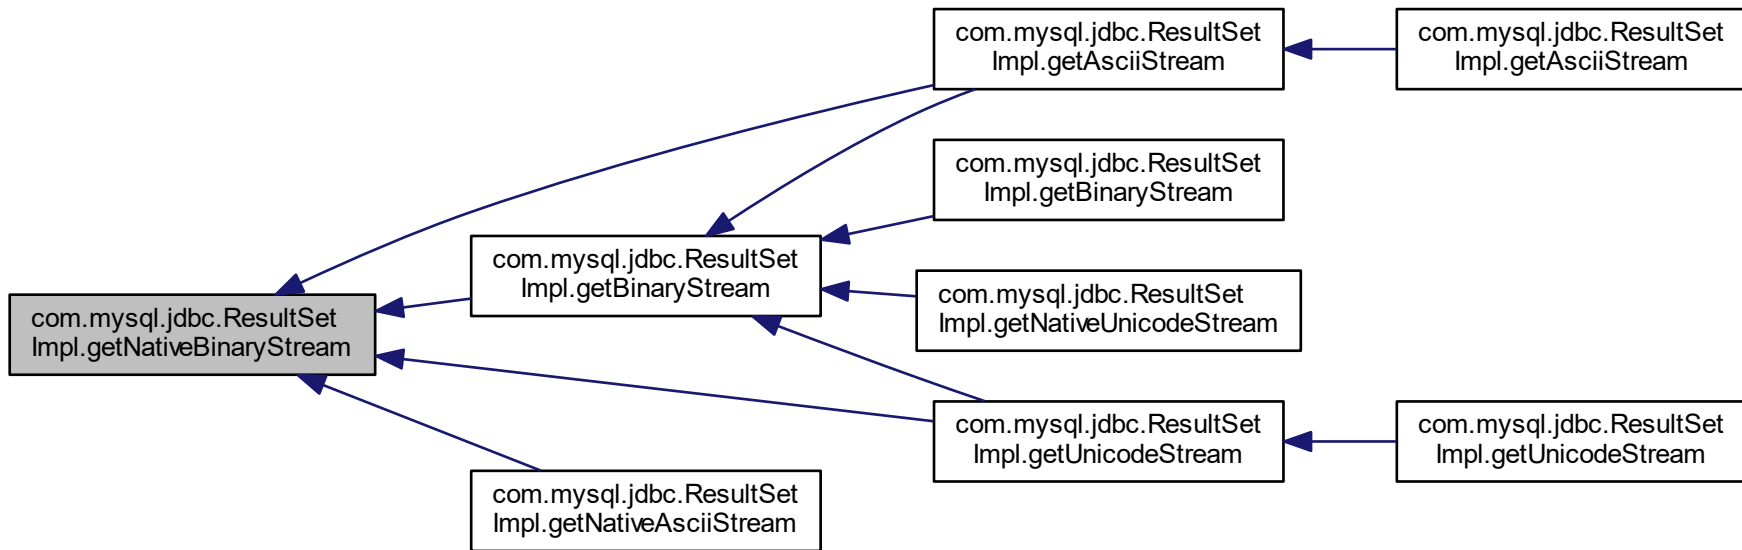 com.mysql.jdbc.ResultSet
Impl.getNativeBinaryStream
com.mysql.jdbc.ResultSet
Impl.getBinaryStream
com.mysql.jdbc.ResultSet
Impl.getNativeAsciiStream
com.mysql.jdbc.ResultSet
Impl.getAsciiStream
com.mysql.jdbc.ResultSet
Impl.getBinaryStream
com.mysql.jdbc.ResultSet
Impl.getNativeUnicodeStream
com.mysql.jdbc.ResultSet
Impl.getUnicodeStream
com.mysql.jdbc.ResultSet
Impl.getAsciiStream
com.mysql.jdbc.ResultSet
Impl.getUnicodeStream